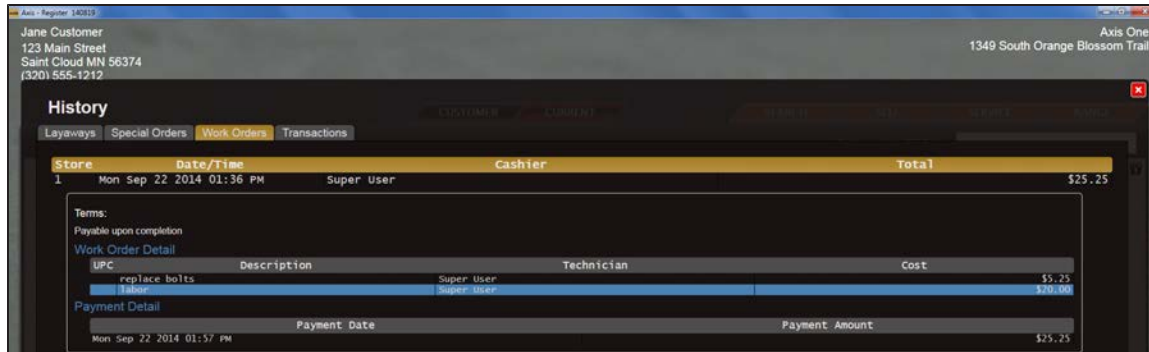 Axis - Register 140819
Jane Customer
123 Main Street
Saint Cloud MN 56374
(320) 555-1212
Axis One
1349 South Orange Blossom Trail
History
CUSTOMER CURRENT
Layaways Special Orders Work Orders Transactions
Store Date/Time Cashier Total
1 Mon Sep 22 2014 01:36 PM Super User $25.25
Terms:
Payable upon completion
Work Order Detail
UPC Description Technician Cost
replace bolts Super User $5.25
labor Super User $20.00
Payment Detail
Payment Date Payment Amount
Mon Sep 22 2014 01:57 PM $25.25